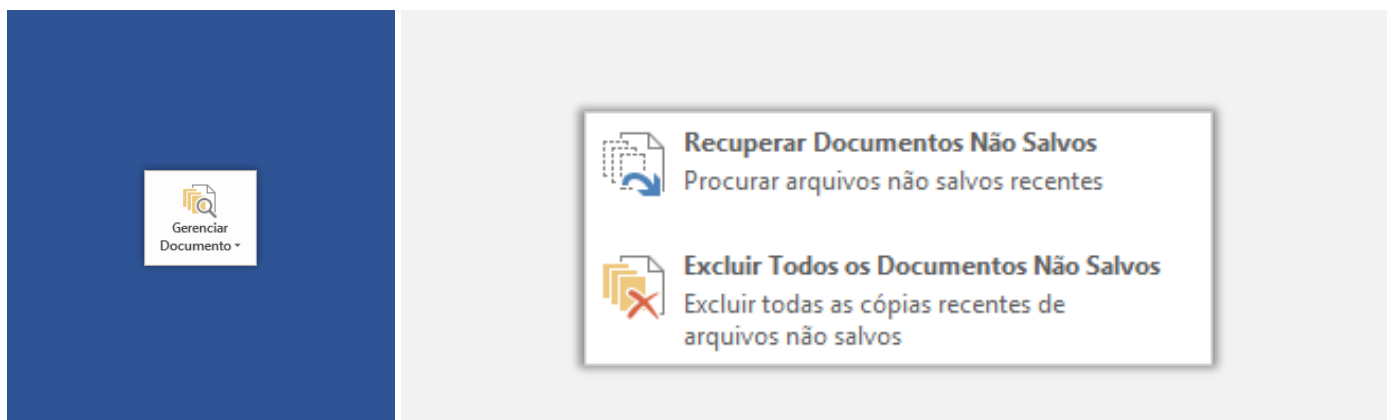 Gerenciar
Documento
Recuperar Documentos Não Salvos
Procurar arquivos não salvos recentes
Excluir Todos os Documentos Não Salvos
Excluir todas as cópias recentes de
arquivos não salvos